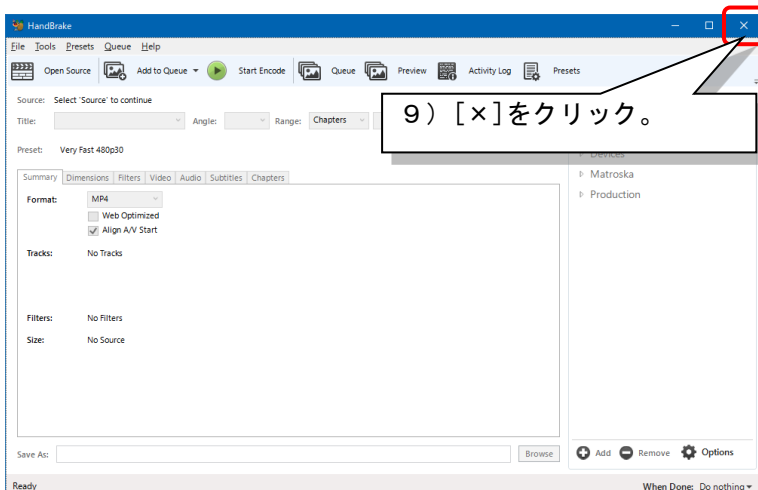 HandBrake
File Tools Presets Queue Help
Open Source Add to Queue Start Encode Queue Preview Activity Log Presets
Source: Select 'Source' to continue
Title: Angle: Range: Chapters
9）[×]をクリック。
Preset: Very Fast 480p30
Devices
Summary Dimensions Filters Video Audio Subtitles Chapters
Matroska
Format: MP4
Production
Web Optimized
Align A/V Start
Tracks: No Tracks
Filters: No Filters
Size: No Source
Save As: Browse
Add Remove Options
Ready When Done: Do nothing